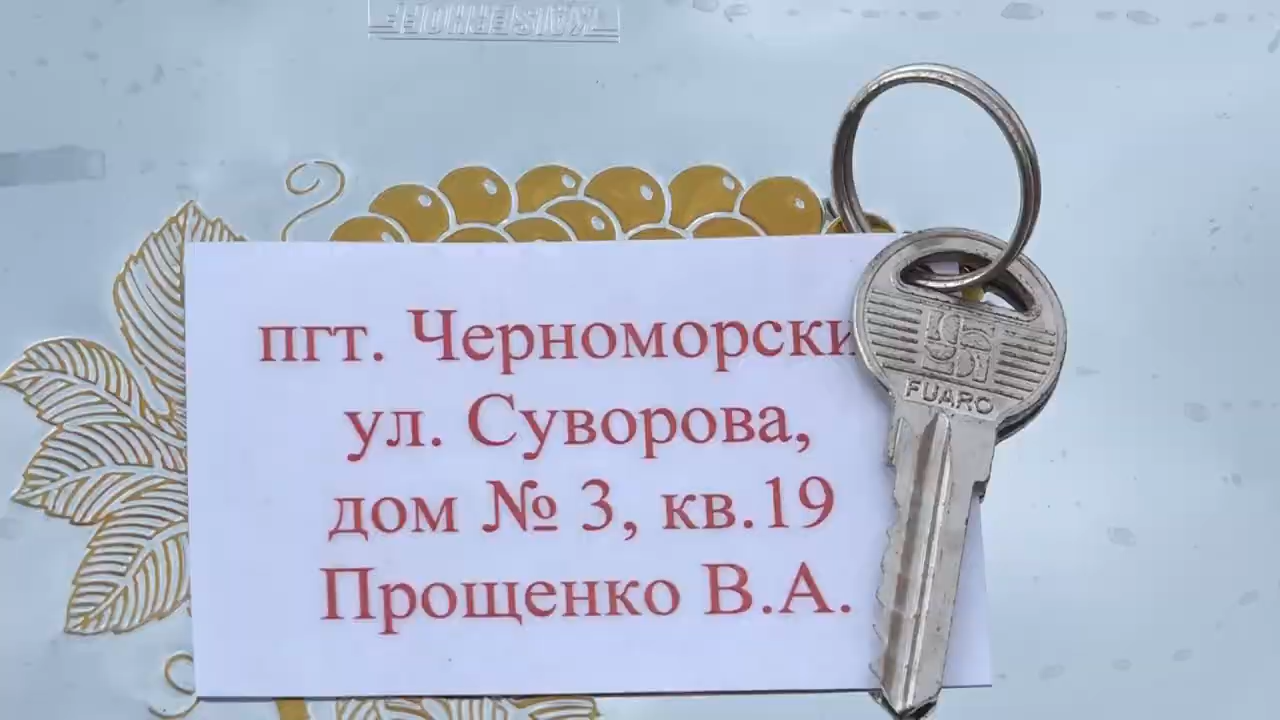 пгт. Черноморски
ул. Суворова,
дом № 3, кв.19
Прощенко В.А.
FUARO